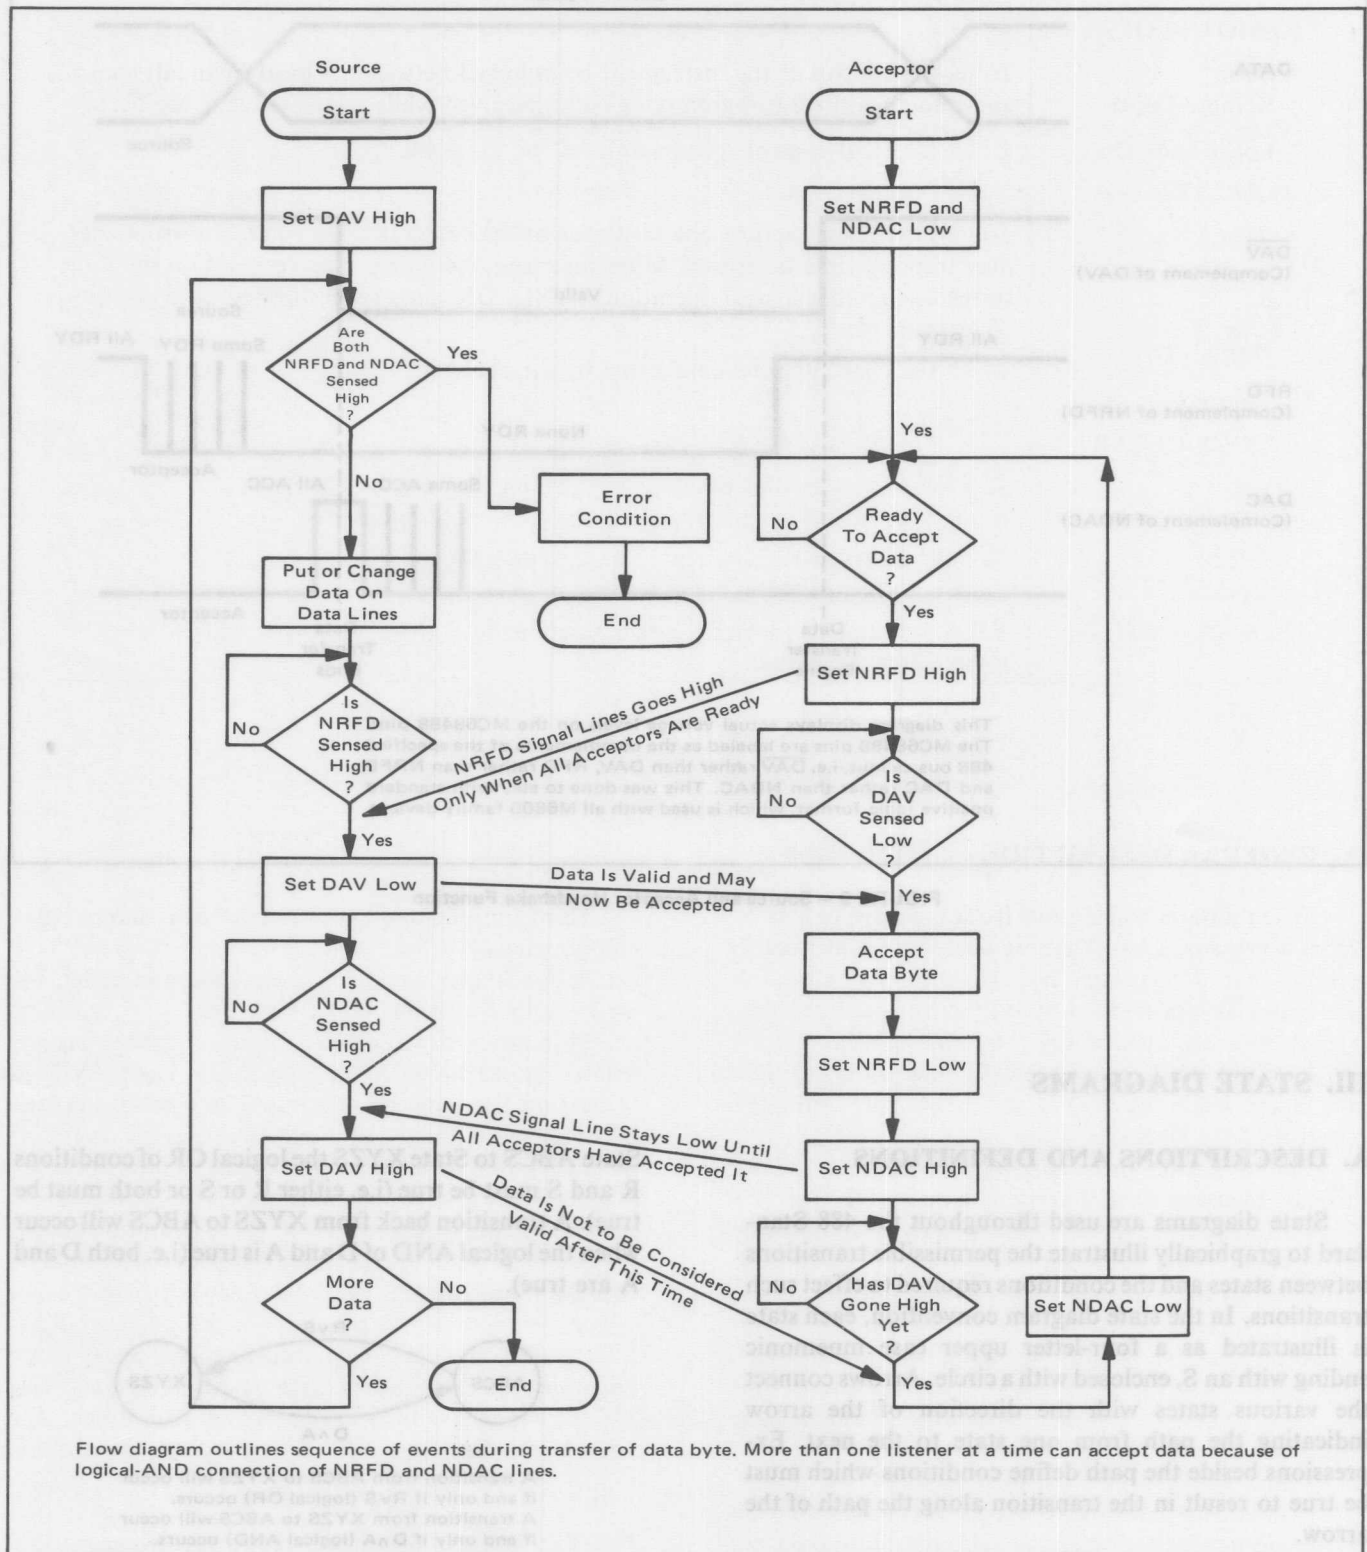 Source
Start
Set DAV High
Are
Both
NRFD and NDAC
Sensed
High
?
Yes
No
Error
Condition
End
Put or Change
Data On
Data Lines
Is
NRFD
Sensed
High
?
No
Yes
Set DAV Low
Is
NDAC
Sensed
High
?
No
Yes
Set DAV High
More
Data
?
No
Yes
End
Acceptor
Start
Set NRFD and
NDAC Low
Yes
Ready
To Accept
Data
?
No
Yes
Set NRFD High
NRFD Signal Lines Goes High
Only When All Acceptors Are Ready
Is
DAV
Sensed
Low
?
No
Yes
Data Is Valid and May
Now Be Accepted
Accept
Data Byte
Set NRFD Low
Set NDAC High
NDAC Signal Line Stays Low Until
All Acceptors Have Accepted It
Data Is Not to Be Considered
Valid After This Time
Has DAV
Gone High
Yet
?
No
Yes
Set NDAC Low
Flow diagram outlines sequence of events during transfer of data byte. More than one listener at a time can accept data because of
logical-AND connection of NRFD and NDAC lines.